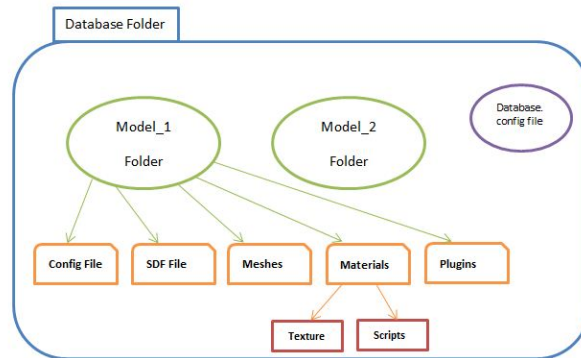 Database Folder
Model_1
Folder
Model_2
Folder
Database.
config file
Config File
SDF File
Meshes
Materials
Plugins
Texture
Scripts